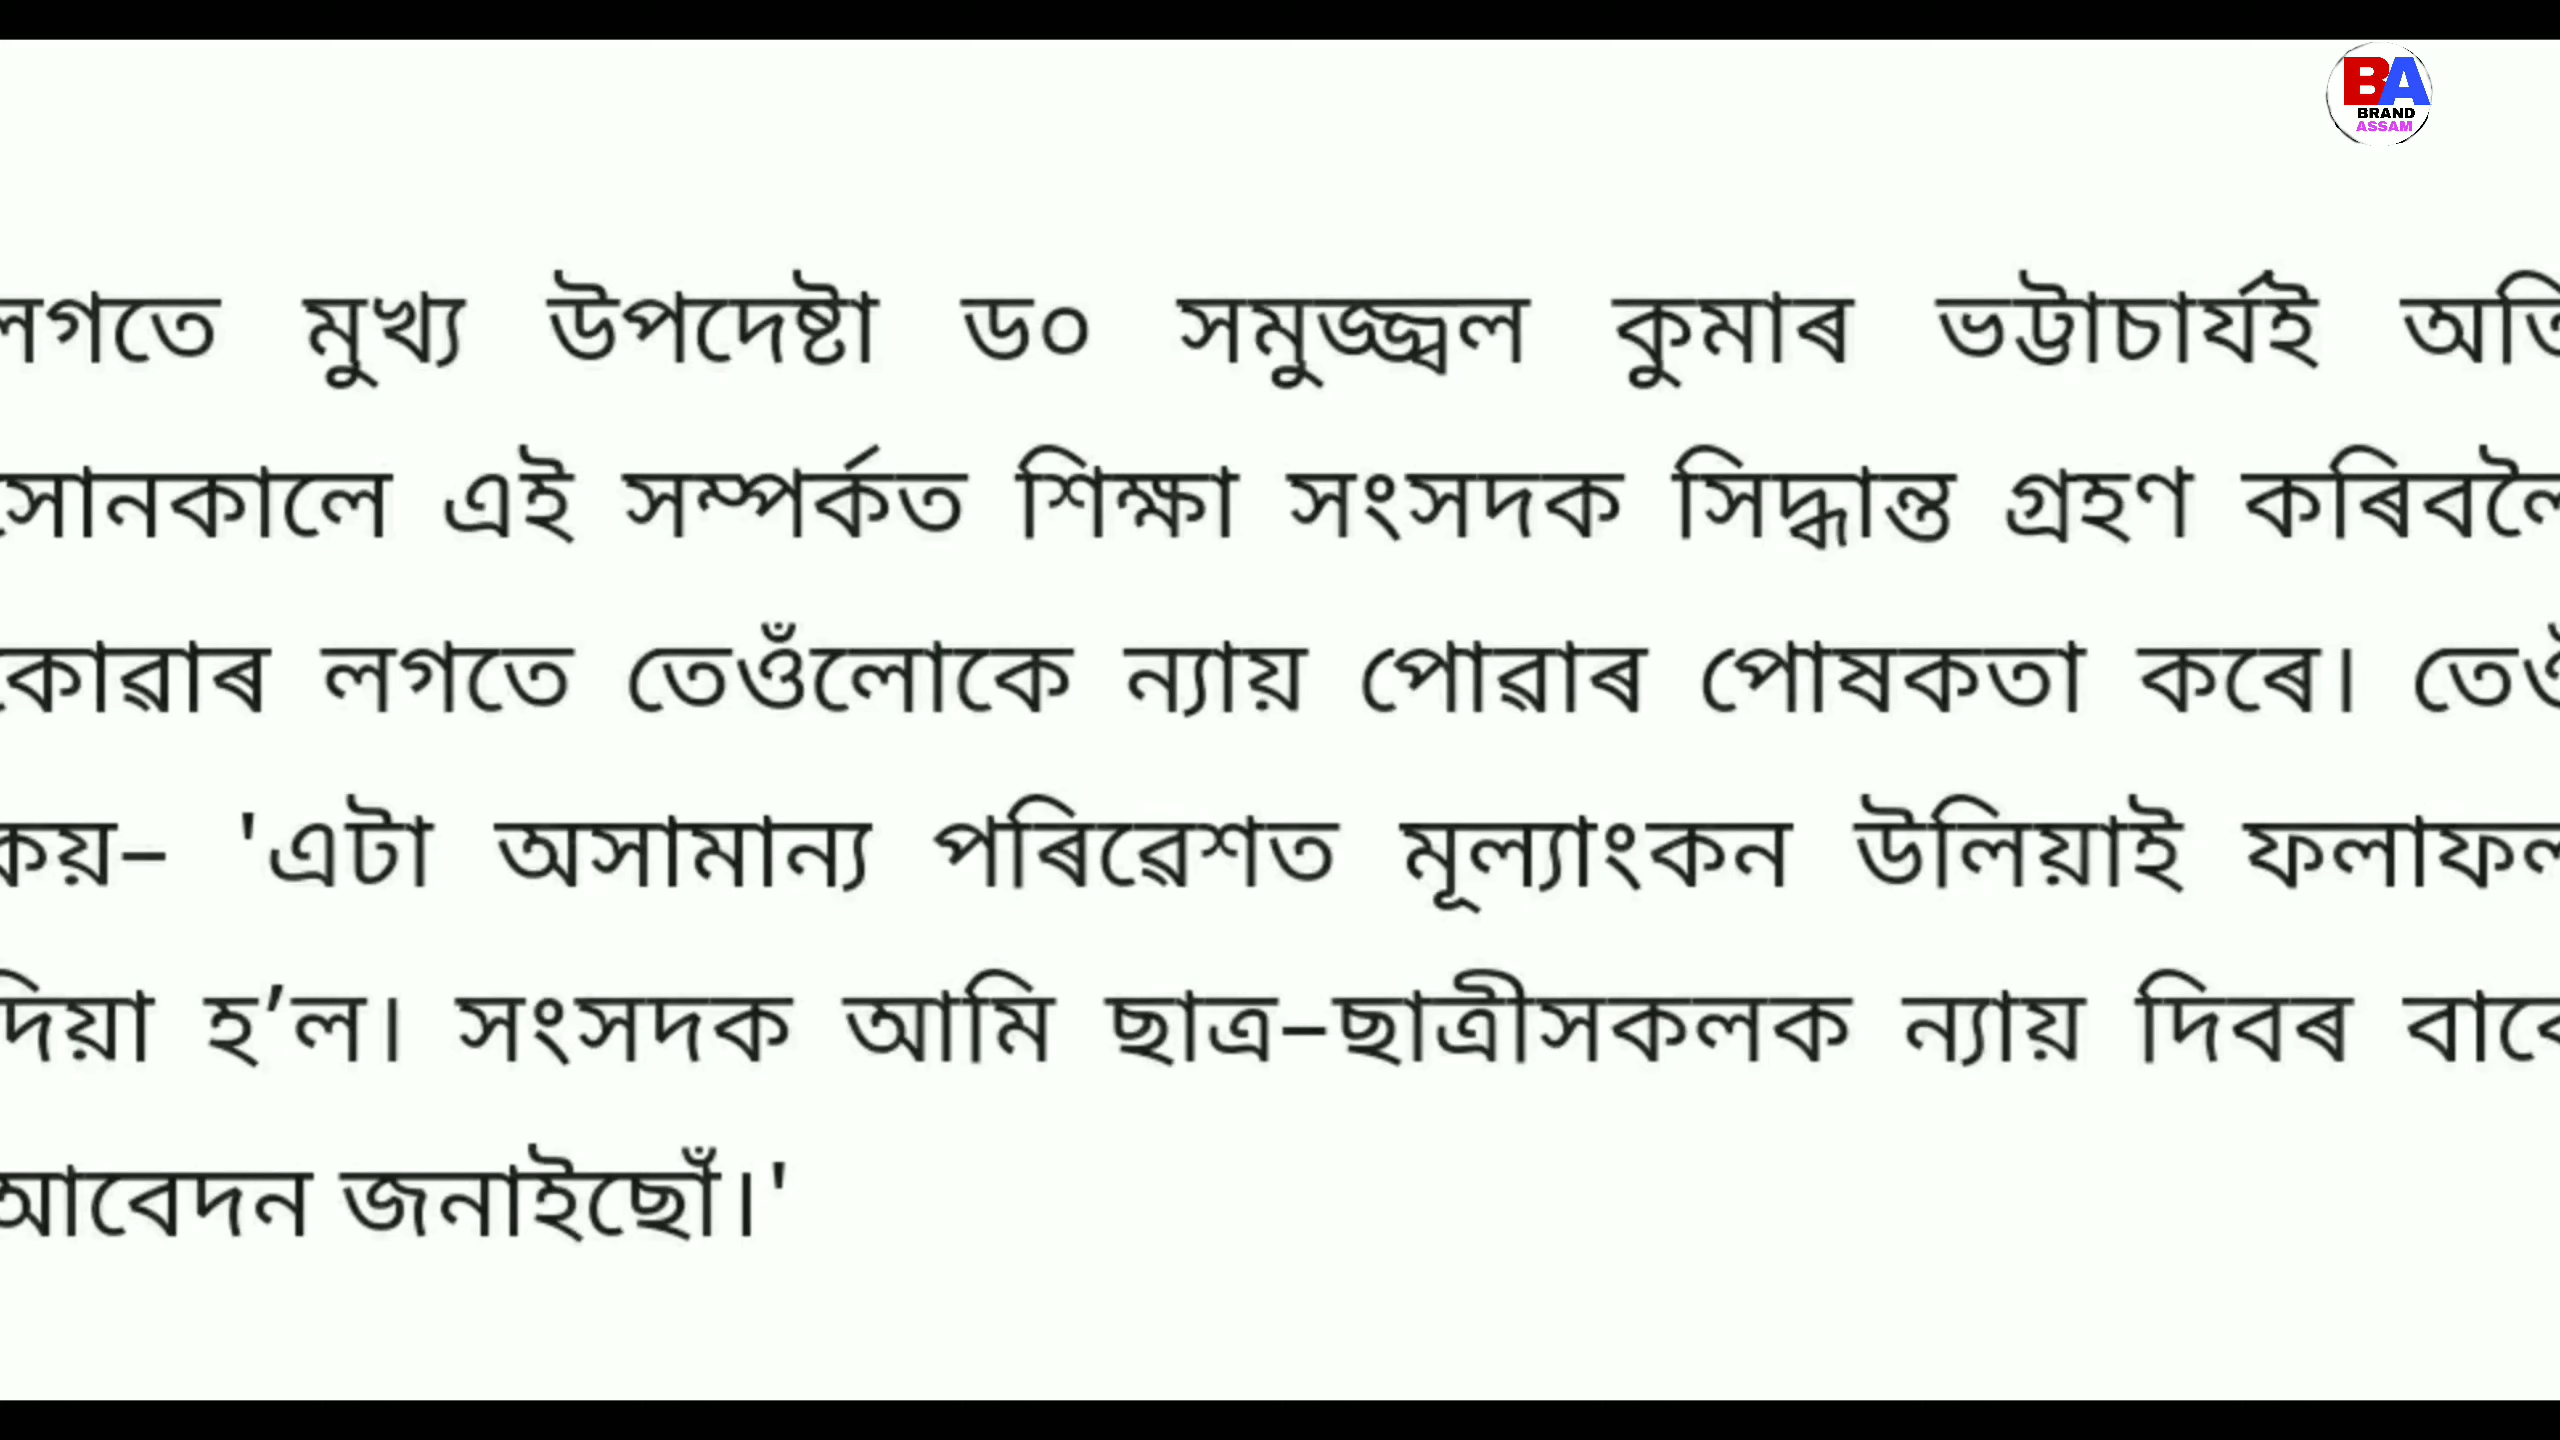 BA
BRAND
ASSAM
লগতে মুখ্য উপদেষ্টা ড০ সমুজ্জ্বল কুমাৰ ভট্টাচাৰ্যই অতি
সোনকালে এই সম্পৰ্কত শিক্ষা সংসদক সিদ্ধান্ত গ্ৰহণ কৰিবলৈ
কোৱাৰ লগতে তেওঁলোকে ন্যায় পোৱাৰ পোষকতা কৰে। তেওঁ
কয়– 'এটা অসামান্য পৰিৱেশত মূল্যাংকন উলিয়াই ফলাফল
দিয়া হ’ল। সংসদক আমি ছাত্ৰ–ছাত্ৰীসকলক ন্যায় দিবৰ বাবে
আবেদন জনাইছোঁ।'